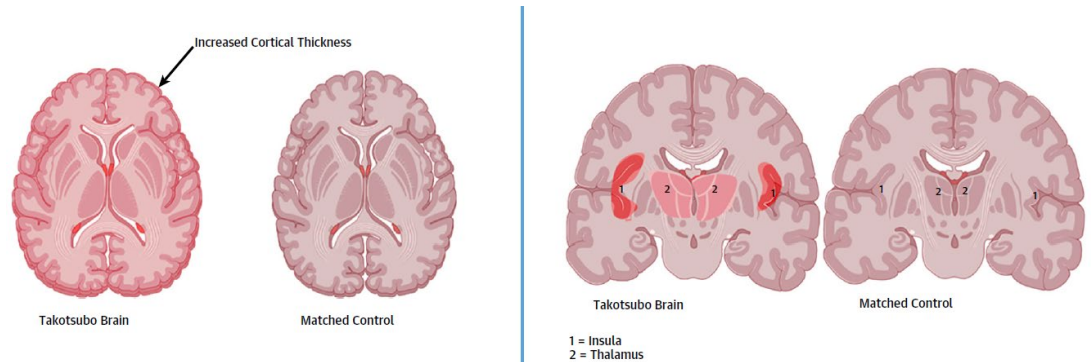 Increased Cortical Thickness
Takotsubo Brain
Matched Control
1
2
2
1
1
2
2
1
Takotsubo Brain
Matched Control
1 = Insula
2 = Thalamus